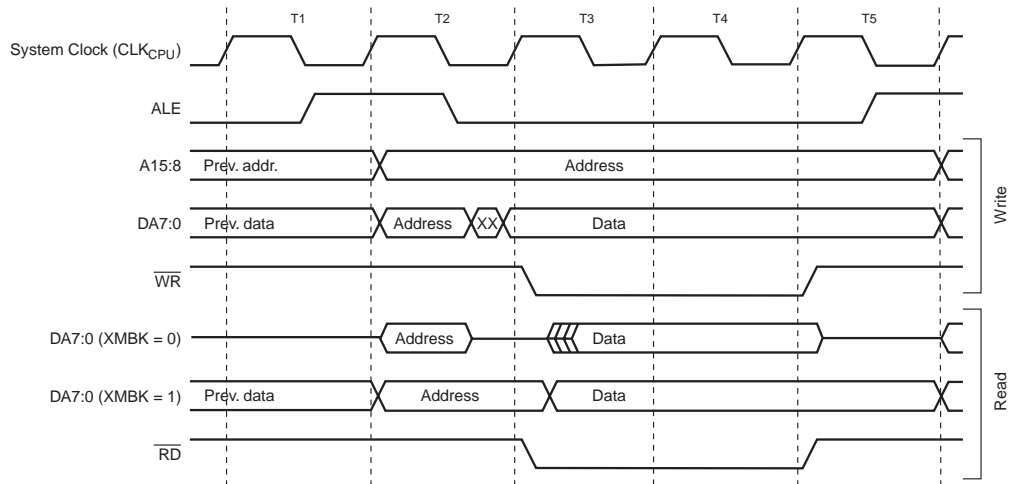 T1 T2 T3 T4 T5
System Clock (CLKCPU)
ALE
A15:8 Prev. addr. Address
DA7:0 Prev. data Address XX Data
WR
Write
DA7:0 (XMBK = 0) Address Data
DA7:0 (XMBK = 1) Prev. data Address Data
RD
Read